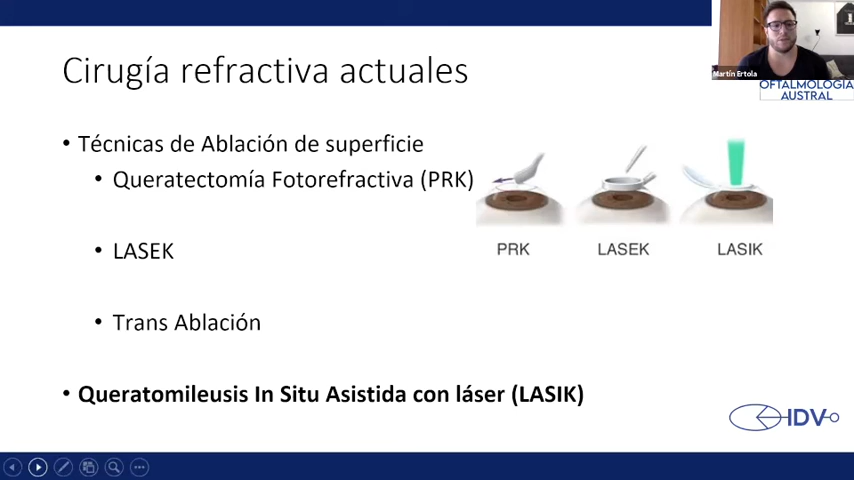 Cirugía refractiva actuales
Martín Ertola
OFTALMOLOGÍA
AUSTRAL
• Técnicas de Ablación de superficie
• Queratectomía Fotorefractiva (PRK)
• LASEK
• Trans Ablación
• Queratomileusis In Situ Asistida con láser (LASIK)
PRK
LASEK
LASIK
IDV